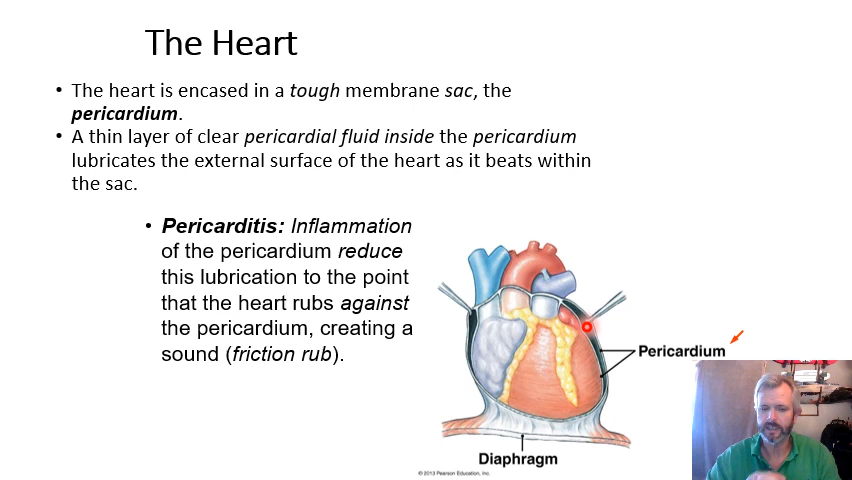 The Heart
• The heart is encased in a tough membrane sac, the
pericardium.
• A thin layer of clear pericardial fluid inside the pericardium
lubricates the external surface of the heart as it beats within
the sac.
• Pericarditis: Inflammation
of the pericardium reduce
this lubrication to the point
that the heart rubs against
the pericardium, creating a
sound (friction rub).
Pericardium
Diaphragm
© 2013 Pearson Education, Inc.